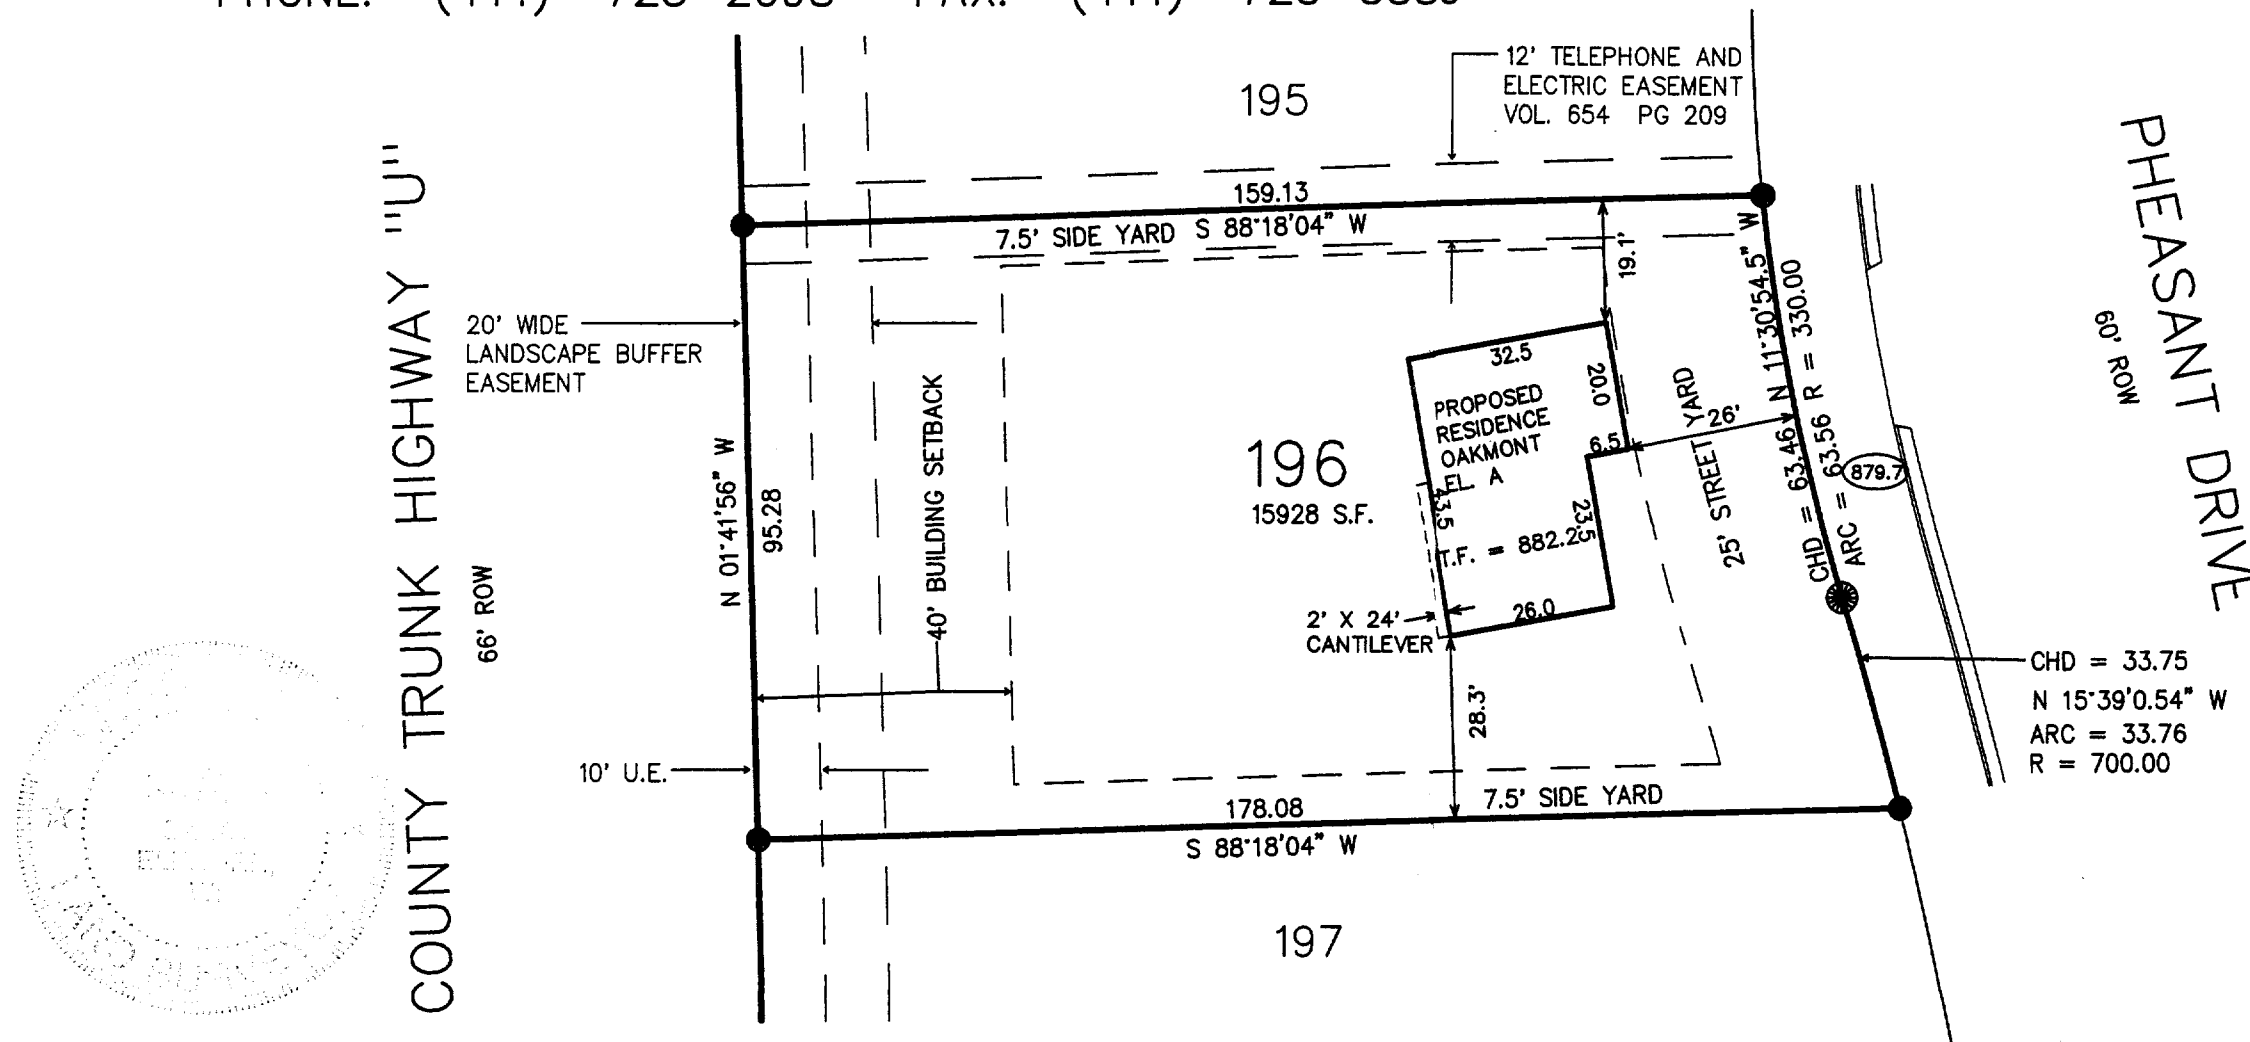 195
12' TELEPHONE AND
ELECTRIC EASEMENT
VOL. 654 PG 209
PHEASANT DRIVE
60' ROW
COUNTY TRUNK HIGHWAY "U"
66' ROW
159.13
7.5' SIDE YARD S 88°18'04" W
19.1'
N 11°30'54.5" W
R = 330.00
CHD = 63.46
ARC = 63.56
20' WIDE
LANDSCAPE BUFFER
EASEMENT
N 01°41'56" W
95.28
40' BUILDING SETBACK
196
15928 S.F.
32.5
20.0
6.5
23.5
26.0
43.5
PROPOSED
RESIDENCE
OAKMONT
EL. A
T.F. = 882.2
26'
25' STREET YARD
879.7
2' X 24'
CANTILEVER
28.3'
CHD = 33.75
N 15°39'0.54" W
ARC = 33.76
R = 700.00
10' U.E.
178.08
7.5' SIDE YARD
S 88°18'04" W
197